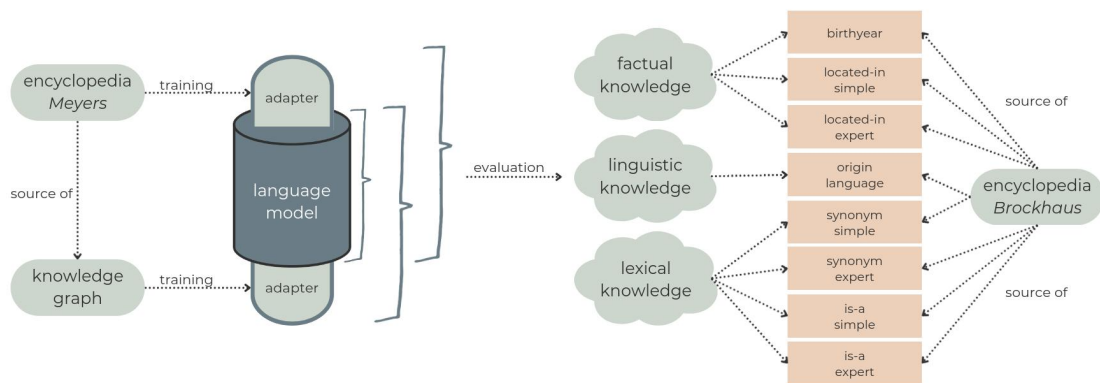 encyclopedia
Meyers
training
adapter
source of
language
model
knowledge
graph
training
adapter
evaluation
factual
knowledge
linguistic
knowledge
lexical
knowledge
birthyear
located-in
simple
located-in
expert
origin
language
synonym
simple
synonym
expert
is-a
simple
is-a
expert
source of
encyclopedia
Brockhaus
source of